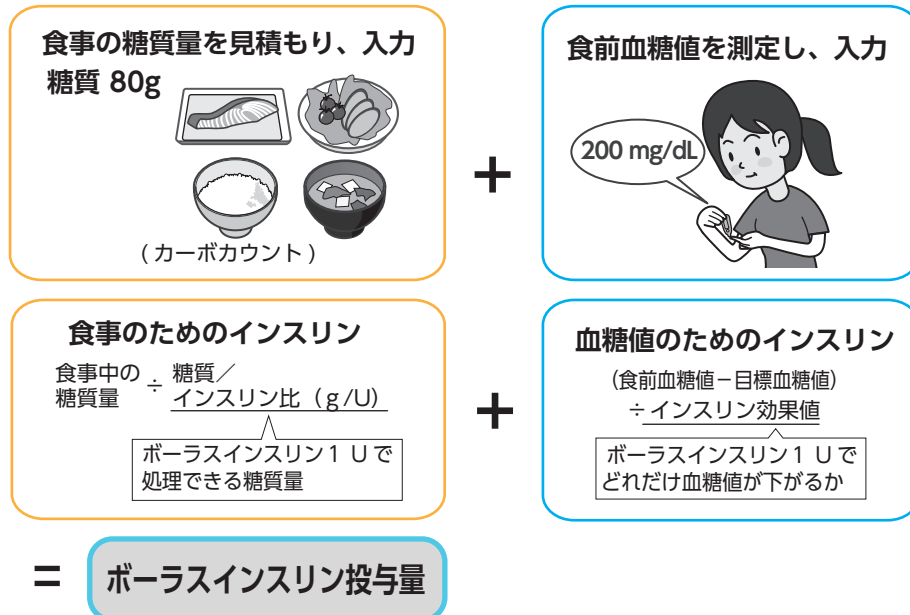 食事の糖質量を見積もり、入力
糖質 80g
(カーボカウント)
+
食前血糖値を測定し、入力
200 mg/dL
食事のためのインスリン
食事中の糖質量 ÷ 糖質／インスリン比（g/U）
ボーラスインスリン1 Uで
処理できる糖質量
+
血糖値のためのインスリン
(食前血糖値−目標血糖値)
÷インスリン効果値
ボーラスインスリン1 Uで
どれだけ血糖値が下がるか
= ボーラスインスリン投与量